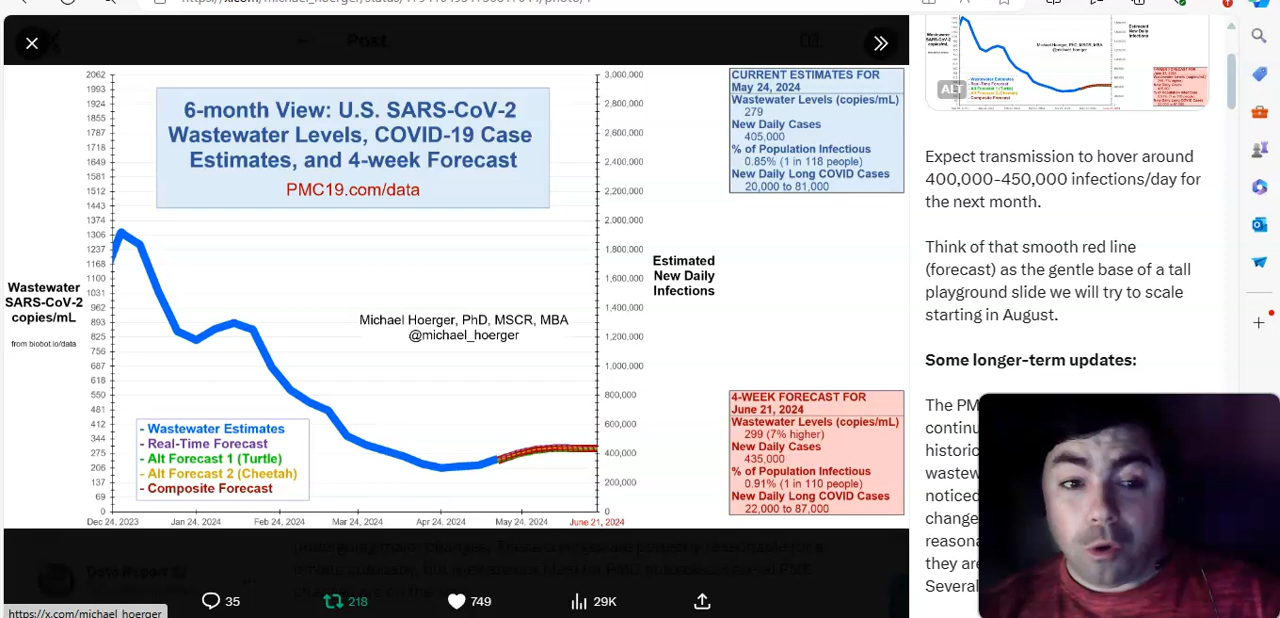 Post
2062
1993
1924
1855
1787
1718
1649
1581
1512
1443
1374
1306
1237
1168
1100
1031
962
893
825
756
687
618
550
481
412
344
275
206
137
69
0
Wastewater
SARS-CoV-2
copies/mL
from biobot.io/data
6-month View: U.S. SARS-CoV-2
Wastewater Levels, COVID-19 Case
Estimates, and 4-week Forecast
PMC19.com/data
Michael Hoerger, PhD, MSCR, MBA
@michael_hoerger
- Wastewater Estimates
- Real-Time Forecast
- Alt Forecast 1 (Turtle)
- Alt Forecast 2 (Cheetah)
- Composite Forecast
Dec 24, 2023
Jan 24, 2024
Feb 24, 2024
Mar 24, 2024
Apr 24, 2024
May 24, 2024
June 21, 2024
3,000,000
2,800,000
2,600,000
2,400,000
2,200,000
2,000,000
1,800,000
1,600,000
1,400,000
1,200,000
1,000,000
800,000
600,000
400,000
200,000
0
Estimated
New Daily
Infections
CURRENT ESTIMATES FOR
May 24, 2024
Wastewater Levels (copies/mL)
279
New Daily Cases
405,000
% of Population Infectious
0.85% (1 in 118 people)
New Daily Long COVID Cases
20,000 to 81,000
4-WEEK FORECAST FOR
June 21, 2024
Wastewater Levels (copies/mL)
299 (7% higher)
New Daily Cases
435,000
% of Population Infectious
0.91% (1 in 110 people)
New Daily Long COVID Cases
22,000 to 87,000
35
218
749
29K
https://x.com/michael_hoerger
ALT
Expect transmission to hover around
400,000-450,000 infections/day for
the next month.
Think of that smooth red line
(forecast) as the gentle base of a tall
playground slide we will try to scale
starting in August.
Some longer-term updates:
The PM
continu
historic
wastew
noticed
change
reasona
they are
Several